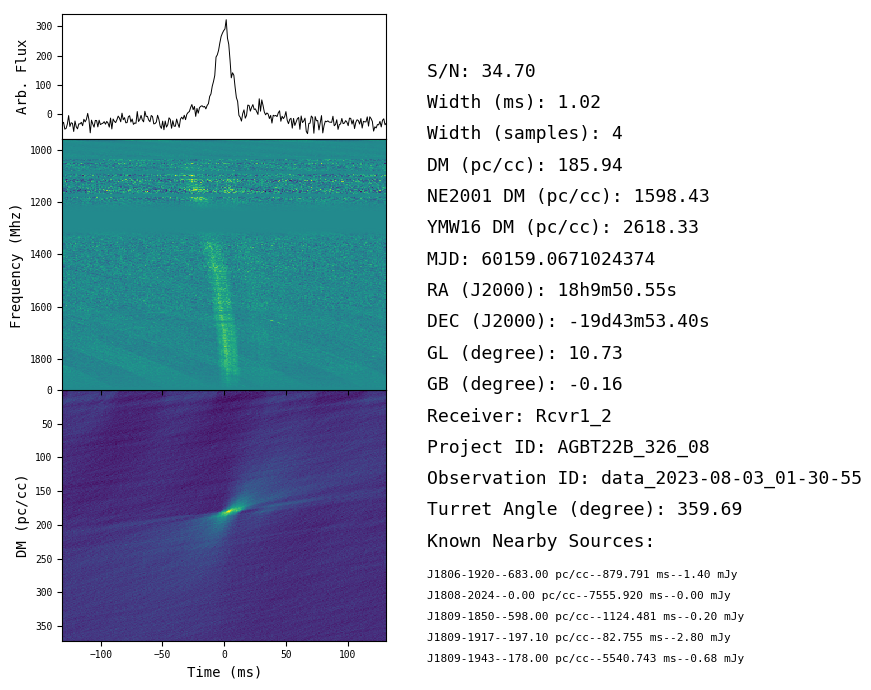 300
200
100
0
Arb. Flux
1000
1200
1400
1600
1800
Frequency (Mhz)
0
50
100
150
200
250
300
350
DM (pc/cc)
−100
−50
0
50
100
Time (ms)
S/N: 34.70
Width (ms): 1.02
Width (samples): 4
DM (pc/cc): 185.94
NE2001 DM (pc/cc): 1598.43
YMW16 DM (pc/cc): 2618.33
MJD: 60159.0671024374
RA (J2000): 18h9m50.55s
DEC (J2000): -19d43m53.40s
GL (degree): 10.73
GB (degree): -0.16
Receiver: Rcvr1_2
Project ID: AGBT22B_326_08
Observation ID: data_2023-08-03_01-30-55
Turret Angle (degree): 359.69
Known Nearby Sources:
J1806-1920--683.00 pc/cc--879.791 ms--1.40 mJy
J1808-2024--0.00 pc/cc--7555.920 ms--0.00 mJy
J1809-1850--598.00 pc/cc--1124.481 ms--0.20 mJy
J1809-1917--197.10 pc/cc--82.755 ms--2.80 mJy
J1809-1943--178.00 pc/cc--5540.743 ms--0.68 mJy